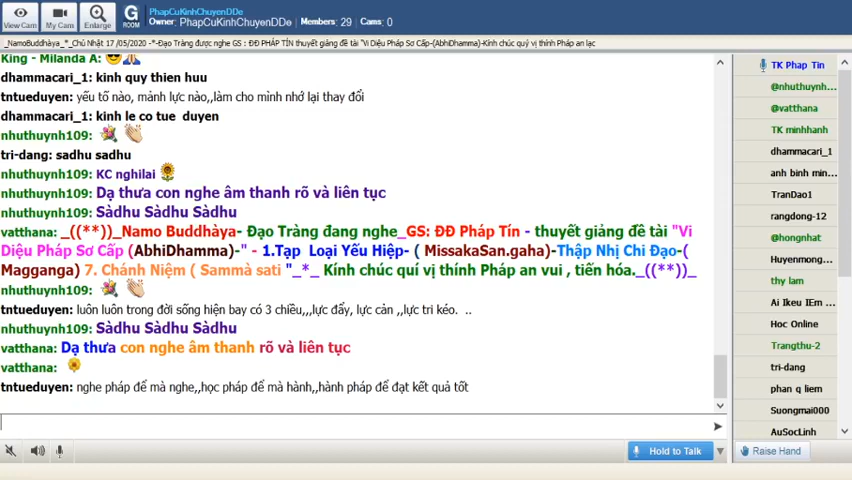 PhapCuKinhChuyenDDe
Owner: PhapCuKinhChuyenDDe / Members: 29 Cams: 0
View Cam
My Cam
Enlarge
G
ROOM
_NamoBuddhàya_*_Chủ Nhật 17 /05/2020 -*-Đạo Tràng được nghe GS : ĐĐ PHÁP TÍN thuyết giảng đề tài "Vi Diệu Pháp Sơ Cấp-(AbhiDhamma)-Kính chúc quý vị thính Pháp an lạc
King - Milanda A:
dhammacari_1: kinh quy thien huu
tntueduyen: yếu tố nào, mảnh lực nào,,làm cho mình nhớ lại thay đổi
dhammacari_1: kinh le co tue duyen
nhuthuynh109:
tri-dang: sadhu sadhu
nhuthuynh109: KC nghilai
nhuthuynh109: Dạ thưa con nghe âm thanh rõ và liên tục
nhuthuynh109: Sàdhu Sàdhu Sàdhu
vatthana: _((**))_Namo Buddhàya- Đạo Tràng đang nghe_GS: ĐĐ Pháp Tín - thuyết giảng đề tài "Vi
Diệu Pháp Sơ Cấp (AbhiDhamma)-" - 1.Tạp Loại Yếu Hiệp- ( MissakaSan.gaha)-Thập Nhị Chi Đạo-(
Magganga) 7. Chánh Niệm ( Sammà sati "_*_ Kính chúc quí vị thính Pháp an vui , tiến hóa._((**))_
nhuthuynh109:
tntueduyen: luôn luôn trong đời sống hiện bay có 3 chiều,,,lực đẩy, lực cản ,,lực tri kéo. ..
nhuthuynh109: Sàdhu Sàdhu Sàdhu
vatthana: Dạ thưa con nghe âm thanh rõ và liên tục
vatthana:
tntueduyen: nghe pháp để mà nghe,,học pháp để mà hành,,hành pháp để đạt kết quả tốt
Hold to Talk
TK Phap Tin
@nhuthuynh...
@vatthana
TK minhhanh
dhammacari_1
anh binh min...
TranDao1
rangdong-12
@hongnhat
Huyenmong...
thy lam
Ai Ikeu IEm ...
Hoc Online
Trangthu-2
tri-dang
phan q liem
Suongmai000
AuSocLinh
Raise Hand